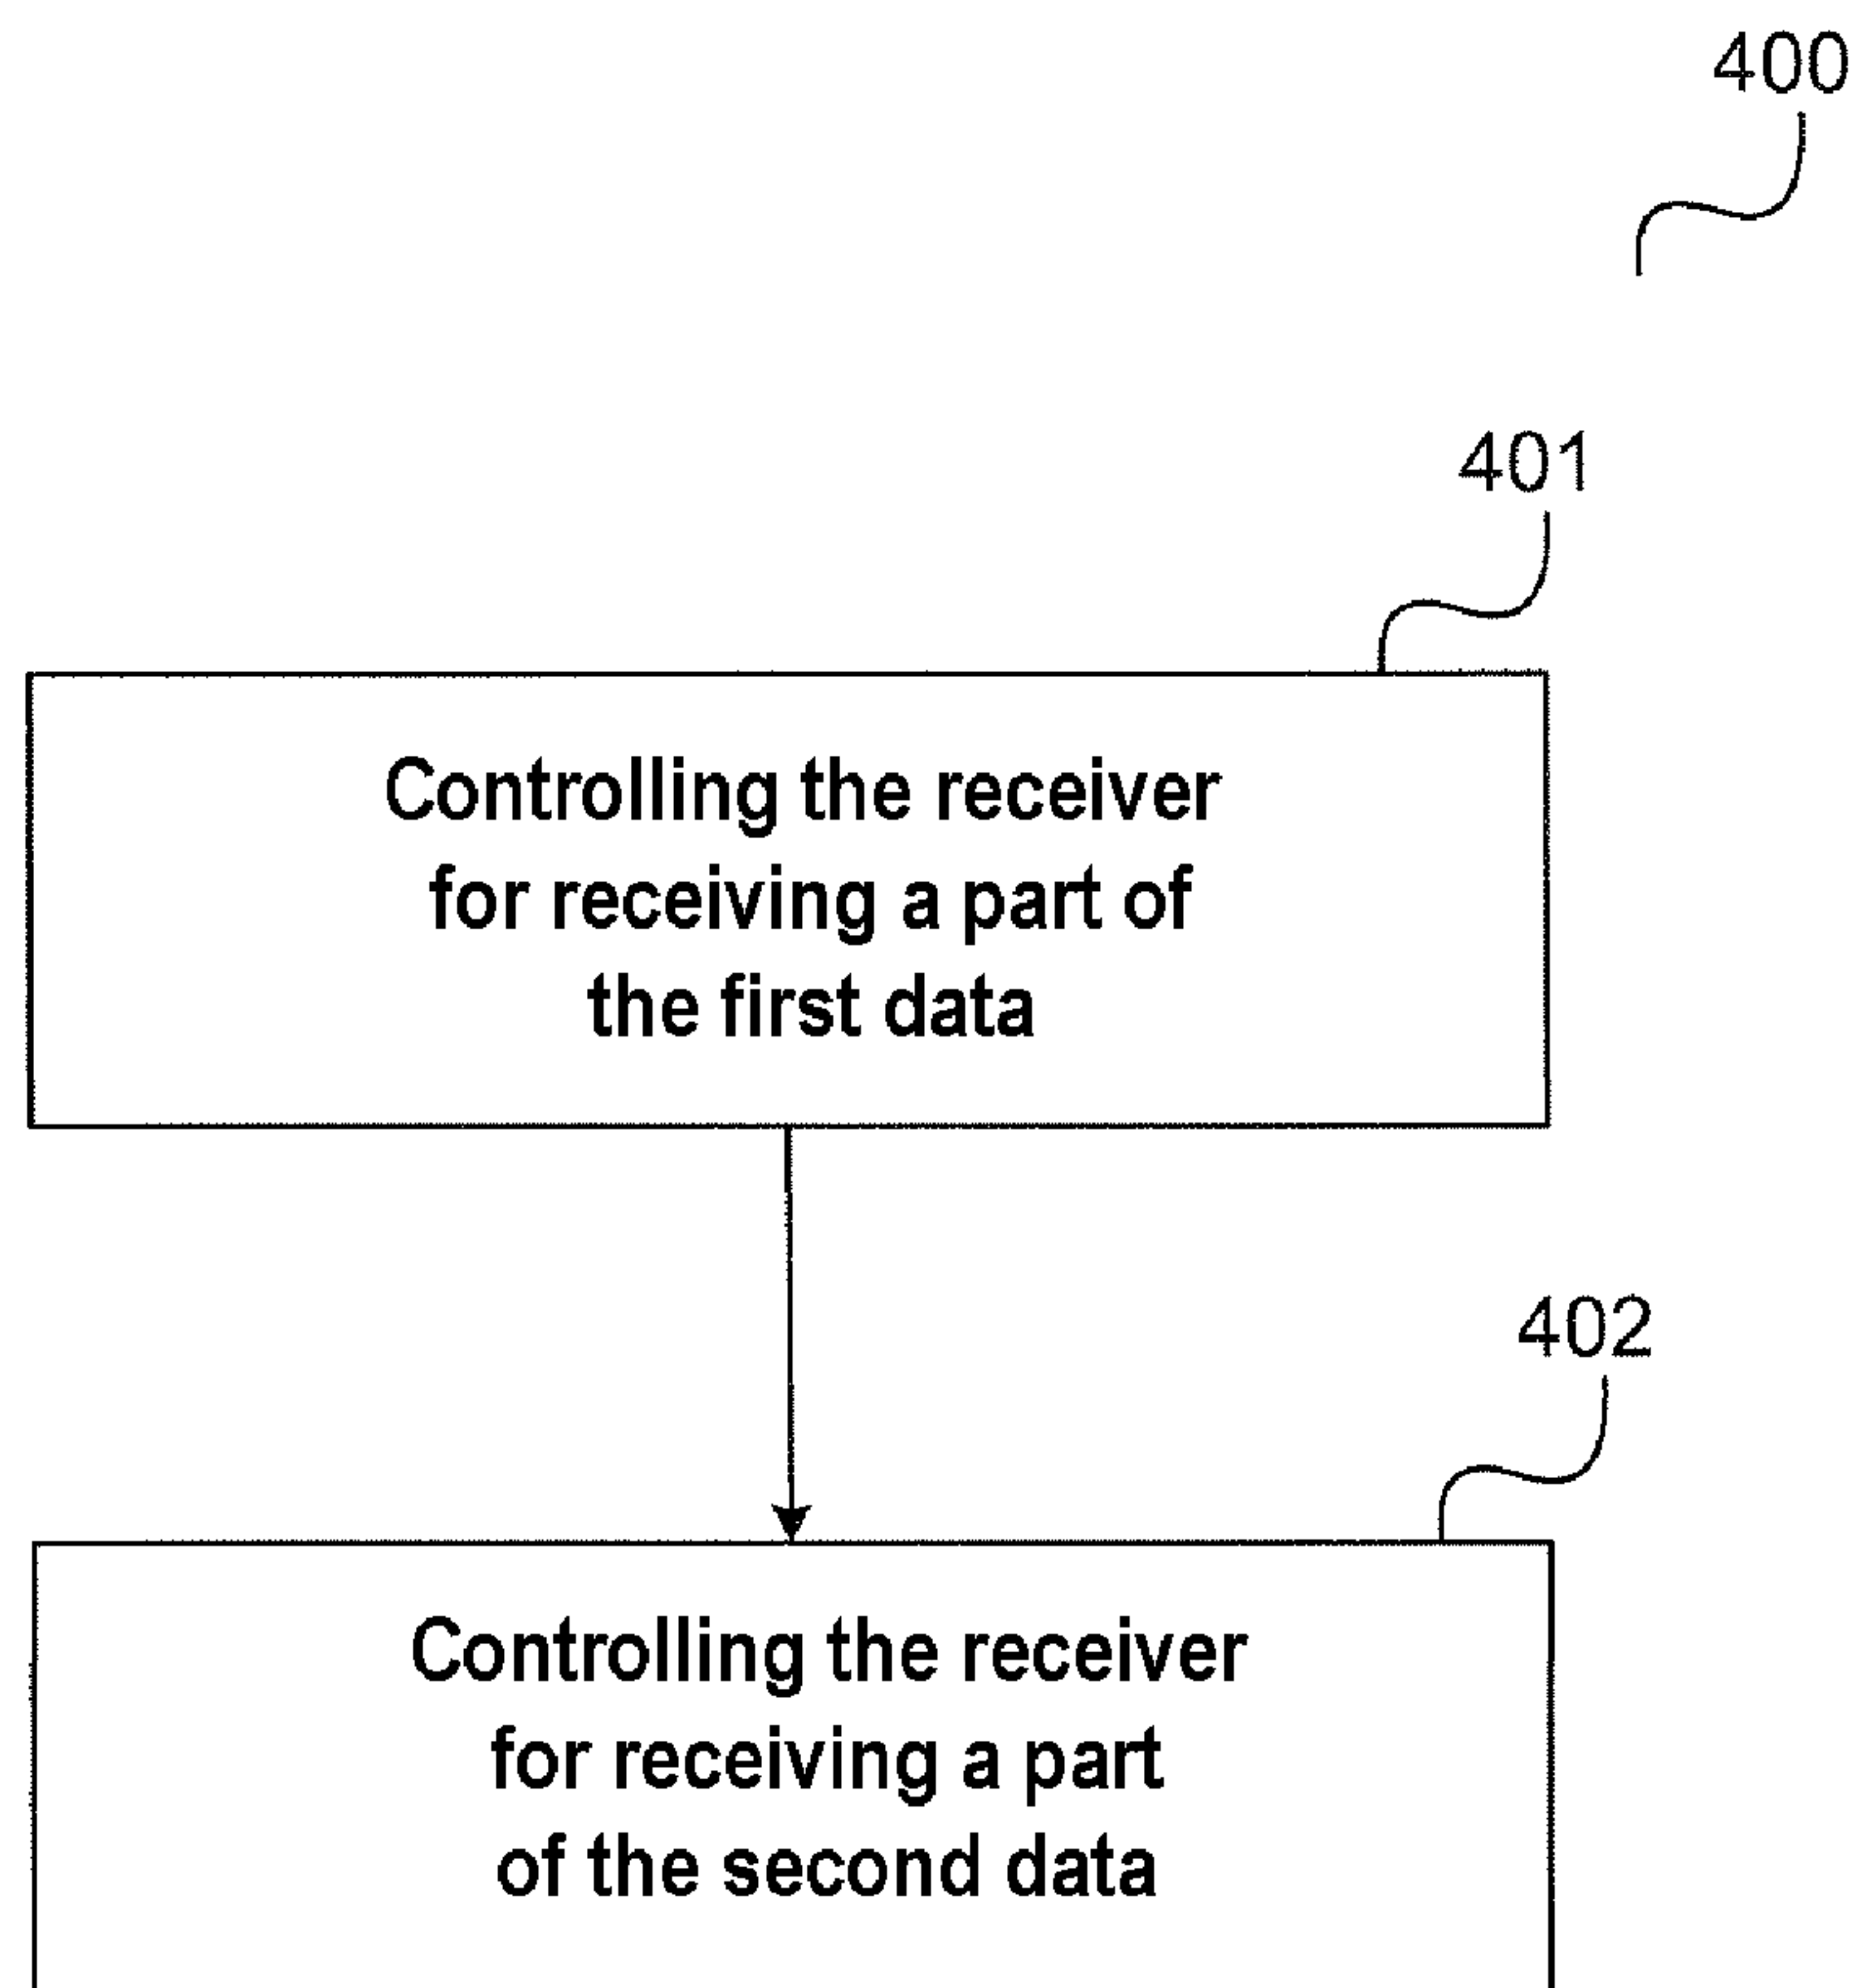 400
401
Controlling the receiver
for receiving a part of
the first data
402
Controlling the receiver
for receiving a part
of the second data